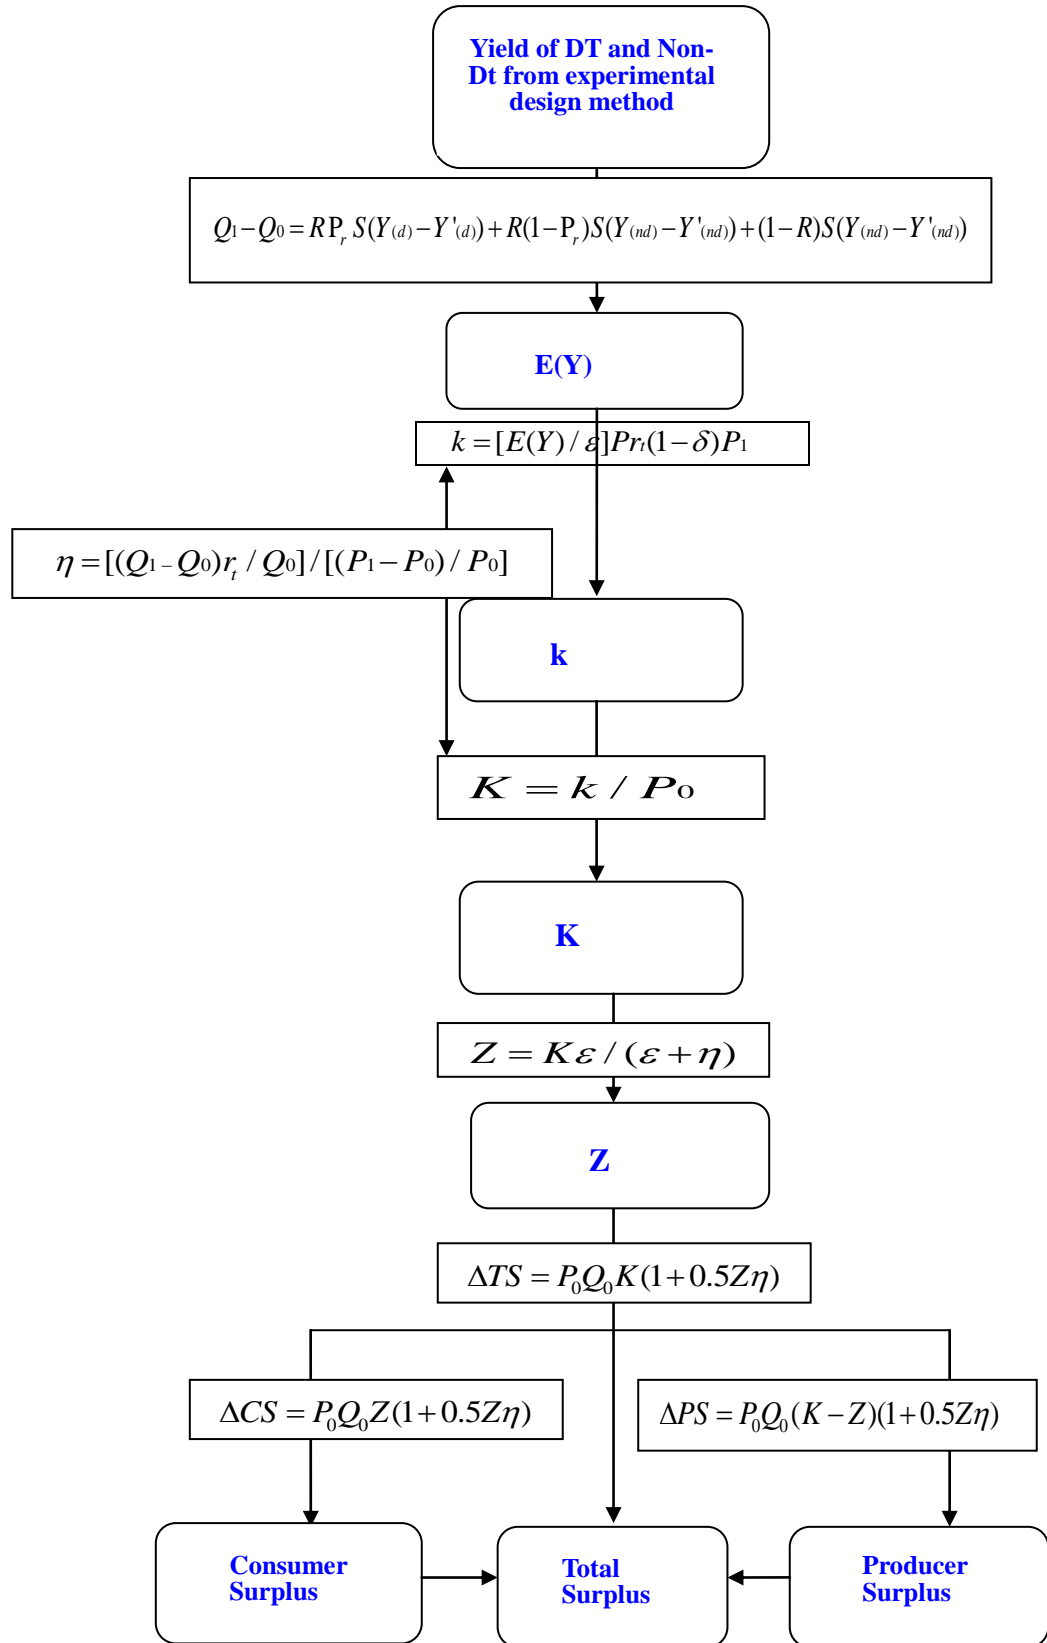 Yield of DT and Non-
Dt from experimental
design method
Q₁−Q₀ = R P_r S(Y₍d₎−Y'₍d₎)+R(1−P_r)S(Y₍nd₎−Y'₍nd₎)+(1−R)S(Y₍nd₎−Y'₍nd₎)
E(Y)
k = [E(Y) / ε]Pr_t(1−δ)P₁
η = [(Q₁₋Q₀)r_t / Q₀] / [(P₁−P₀) / P₀]
k
K = k / P₀
K
Z = Kε / (ε + η)
Z
ΔTS = P₀Q₀K(1+0.5Zη)
ΔCS = P₀Q₀Z(1+0.5Zη)
ΔPS = P₀Q₀(K−Z)(1+0.5Zη)
Consumer
Surplus
Total
Surplus
Producer
Surplus